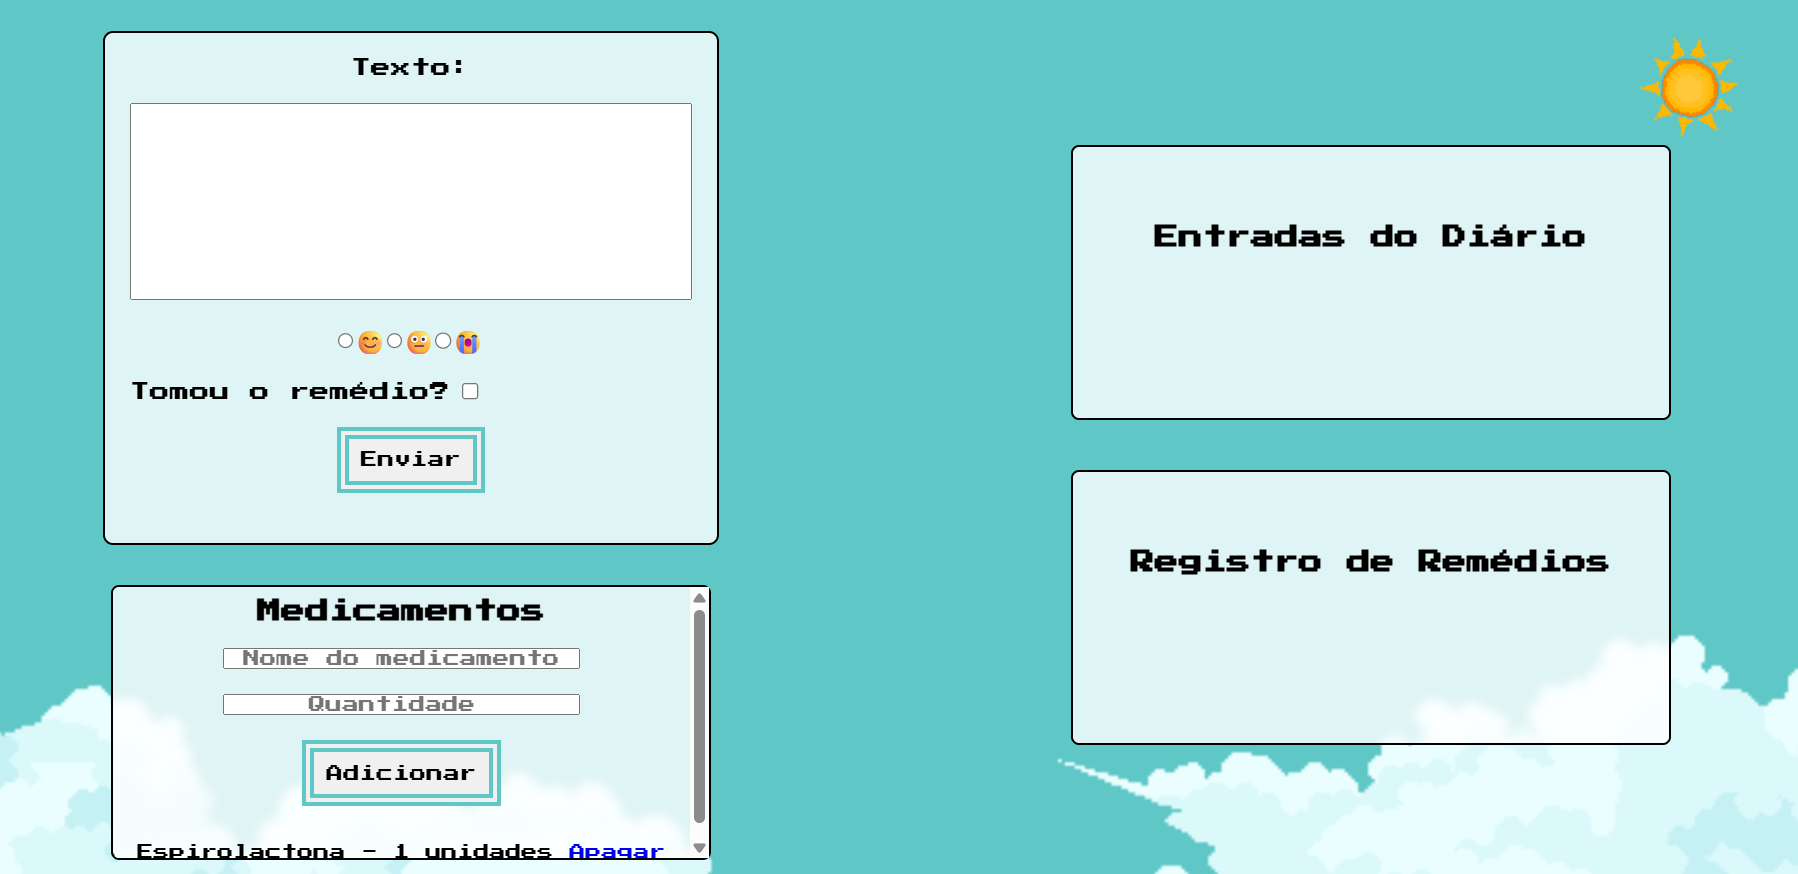 Texto:
Tomou o remédio?
Enviar
Medicamentos
Nome do medicamento
Quantidade
Adicionar
Espirolactona - 1 unidades Apagar
Entradas do Diário
Registro de Remédios